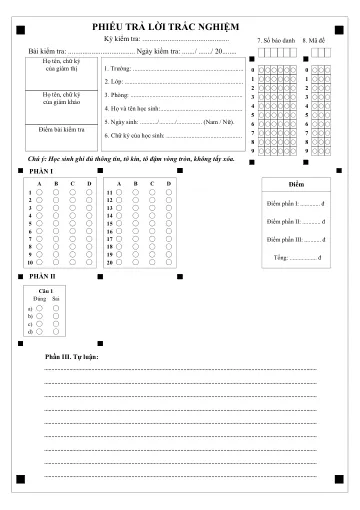 PHIẾU TRẢ LỜI TRẮC NGHIỆM
Kỳ kiểm tra: ................................................
Bài kiểm tra: .................................... Ngày kiểm tra: ......./ ......./ 20........
7. Số báo danh
8. Mã đề
Họ tên, chữ ký
của giám thị
Họ tên, chữ ký
của giám khảo
Điểm bài kiểm tra
1. Trường: ................................................
2. Lớp: ................................................
3. Phòng: ................................................
4. Họ và tên học sinh:................................................
5. Ngày sinh: ........../........../.............. (Nam / Nữ).
6. Chữ ký của học sinh: ................................................
0 0
1 1
2 2
3 3
4 4
5 5
6 6
7 7
8 8
9 9
Chú ý: Học sinh ghi đủ thông tin, tô kín, tô đậm vòng tròn, không tẩy xóa.
PHẦN I
A B C D
1
2
3
4
5
6
7
8
9
10
A B C D
11
12
13
14
15
16
17
18
19
20
Điểm
Điểm phần I: ............. đ
Điểm phần II: ............ đ
Điểm phần III: ........... đ
Tổng: .................. đ
PHẦN II
Câu 1
Đúng Sai
a)
b)
c)
d)
Phần III. Tự luận: